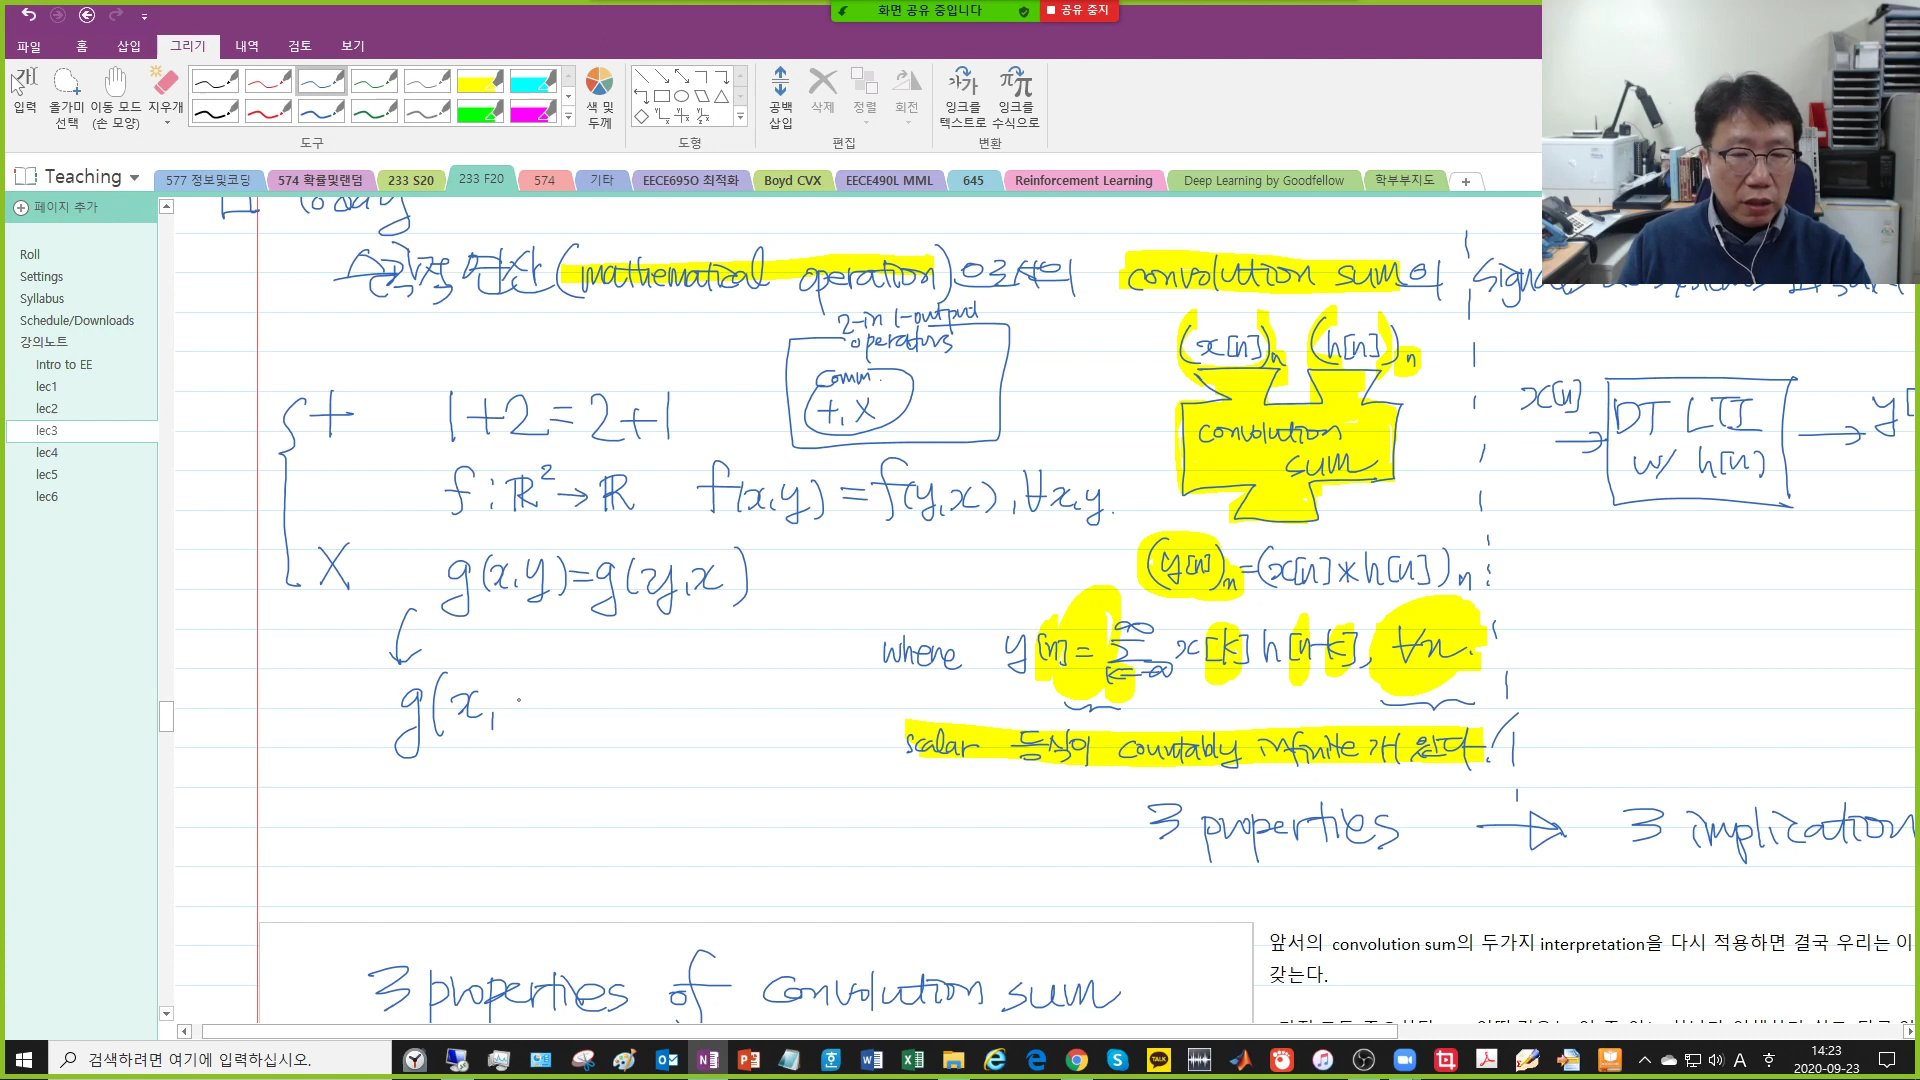 화면 공유 중입니다
공유 중지
파일 홈 삽입 그리기 내역 검토 보기
입력
올가미 선택
이동 모드 (손 모양)
지우개
색 및 두께
공백 삽입
삭제
정렬
회전
잉크를 텍스트로
잉크를 수식으로
도구
도형
편집
변환
Teaching
577 정보및코딩
574 확률및랜덤
233 S20
233 F20
574
기타
EECE695O 최적화
Boyd CVX
EECE490L MML
645
Reinforcement Learning
Deep Learning by Goodfellow
학부부지도
페이지 추가
Roll
Settings
Syllabus
Schedule/Downloads
강의노트
Intro to EE
lec1
lec2
lec3
lec4
lec5
lec6
Today
수학적 연산 (mathematical operation)으로서의 convolution sum의
2-in 1-output operators
comm.
+, X
+ 1+2=2+1
f : ℝ² → ℝ f(x,y) = f(y,x), ∀x,y.
X g(x,y)=g(y,x)
g(x,
(x[n])n (h[n])n
convolution sum
x[n] → DT LTI w/ h[n] → y[
(y[n])n=(x[n]*h[n])n
where y[n] = ∑ k=-∞ ∞ x[k] h[n-k], ∀n.
scalar 등식이 countably infinite개 있다.
3 properties → 3 implication
3 properties of convolution sum
앞서의 convolution sum의 두가지 interpretation을 다시 적용하면 결국 우리는 이
갖는다.
검색하려면 여기에 입력하십시오.
TALK
A
14:23
2020-09-23